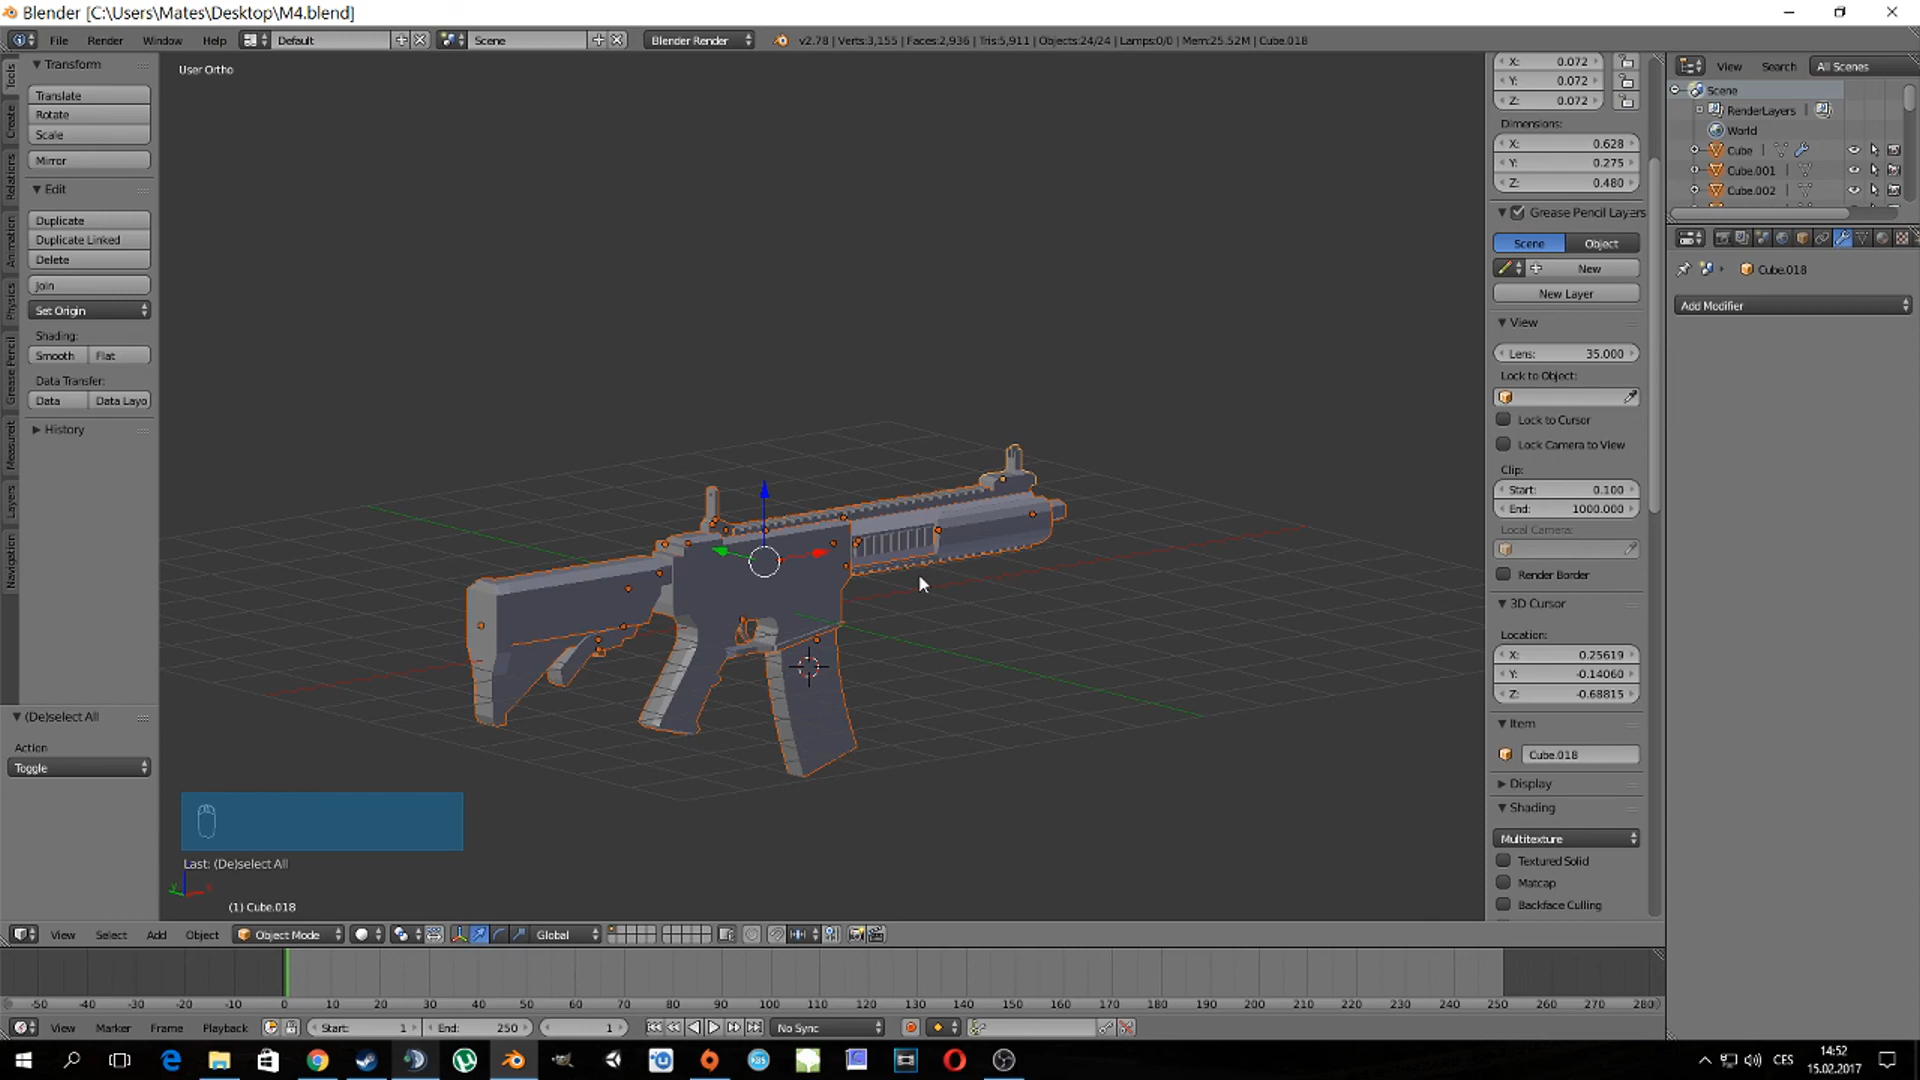 Blender [C:\Users\Mates\Desktop\M4.blend]
File Render Window Help Default Scene Blender Render v2.78 | Verts:3,155 | Faces:2,936 | Tris:5,911 | Objects:24/24 | Lamps:0/0 | Mem:25.52M | Cube.018
Tools
Create
Relations
Animation
Physics
Grease Pencil
Measureit
Layers
Navigation
Transform
Translate
Rotate
Scale
Mirror
Edit
Duplicate
Duplicate Linked
Delete
Join
Set Origin
Shading:
Smooth Flat
Data Transfer:
Data Data Layo
History
(De)select All
Action
Toggle
User Ortho
Last: (De)select All
(1) Cube.018
X: 0.072
Y: 0.072
Z: 0.072
Dimensions:
X: 0.628
Y: 0.275
Z: 0.480
Grease Pencil Layers
Scene Object
New
New Layer
View
Lens: 35.000
Lock to Object:
Lock to Cursor
Lock Camera to View
Clip:
Start: 0.100
End: 1000.000
Local Camera:
Render Border
3D Cursor
Location:
X: 0.25619
Y: -0.14060
Z: -0.68815
Item
Cube.018
Display
Shading
Multitexture
Textured Solid
Matcap
Backface Culling
View Search All Scenes
Scene
RenderLayers |
World
Cube |
Cube.001 |
Cube.002 |
Cube.018
Add Modifier
View Select Add Object Object Mode Global
-50 -40 -30 -20 -10 0 10 20 30 40 50 60 70 80 90 100 110 120 130 140 150 160 170 180 190 200 210 220 230 240 250 260 270 280
View Marker Frame Playback Start: 1 End: 250 1 No Sync
CES
14:52
15.02.2017